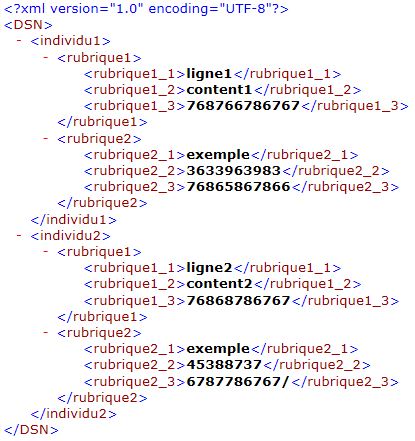 <?xml version="1.0" encoding="UTF-8"?>
<DSN>
- <individu1>
- <rubrique1>
<rubrique1_1>ligne1</rubrique1_1>
<rubrique1_2>content1</rubrique1_2>
<rubrique1_3>768766786767</rubrique1_3>
</rubrique1>
- <rubrique2>
<rubrique2_1>exemple</rubrique2_1>
<rubrique2_2>3633963983</rubrique2_2>
<rubrique2_3>76865867866</rubrique2_3>
</rubrique2>
</individu1>
- <individu2>
- <rubrique1>
<rubrique1_1>ligne2</rubrique1_1>
<rubrique1_2>content2</rubrique1_2>
<rubrique1_3>76868786767</rubrique1_3>
</rubrique1>
- <rubrique2>
<rubrique2_1>exemple</rubrique2_1>
<rubrique2_2>45388737</rubrique2_2>
<rubrique2_3>6787786767/</rubrique2_3>
</rubrique2>
</individu2>
</DSN>